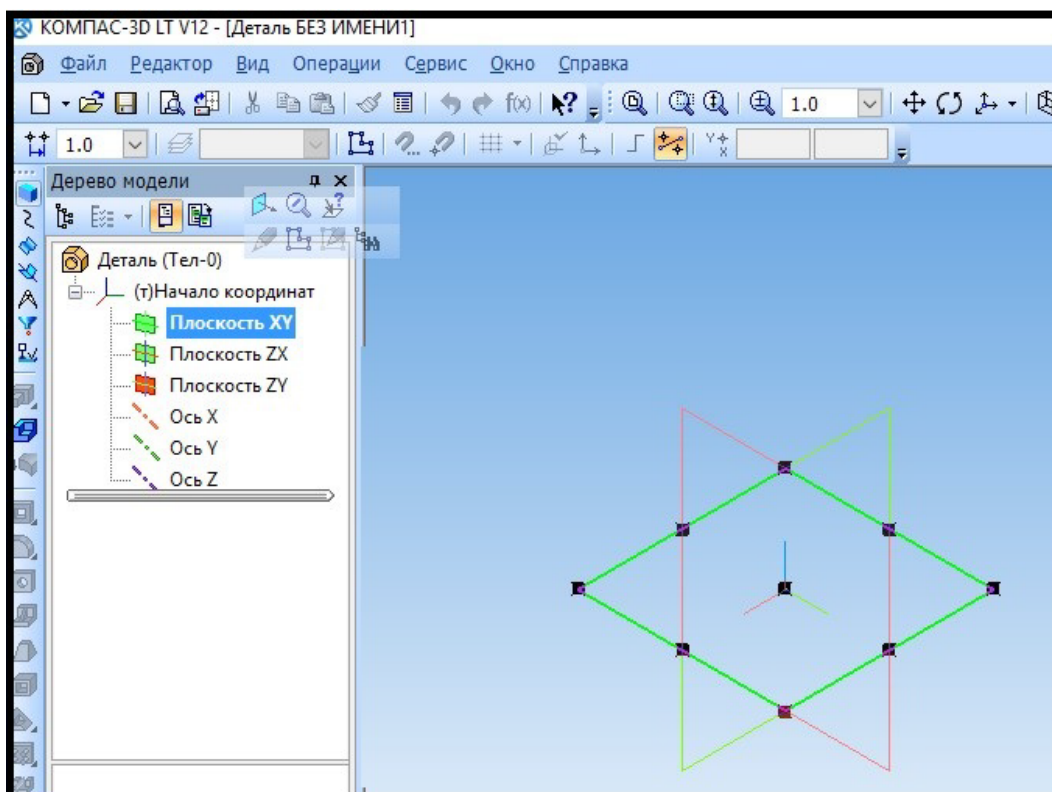 КОМПАС-3D LT V12 - [Деталь БЕЗ ИМЕНИ1]
Файл Редактор Вид Операции Сервис Окно Справка
f(x) 1.0
1.0
Дерево модели
Деталь (Тел-0)
(т)Начало координат
Плоскость XY
Плоскость ZX
Плоскость ZY
Ось X
Ось Y
Ось Z